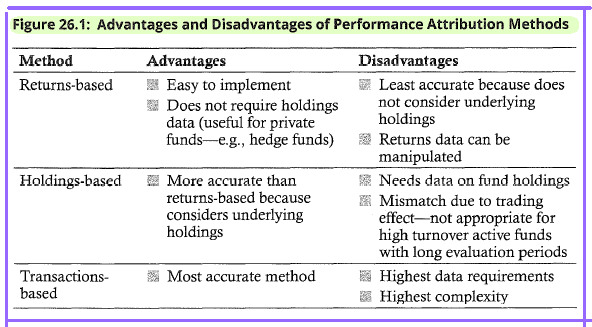 Figure 26.1: Advantages and Disadvantages of Performance Attribution Methods
Method Advantages Disadvantages
Returns-based
Easy to implement
Does not require holdings
data (useful for private
funds—e.g., hedge funds)
Least accurate because does
not consider underlying
holdings
Returns data can be
manipulated
Holdings-based
More accurate than
returns-based because
considers underlying
holdings
Needs data on fund holdings
Mismatch due to trading
effect—not appropriate for
high turnover active funds
with long evaluation periods
Transactions-
based
Most accurate method
Highest data requirements
Highest complexity